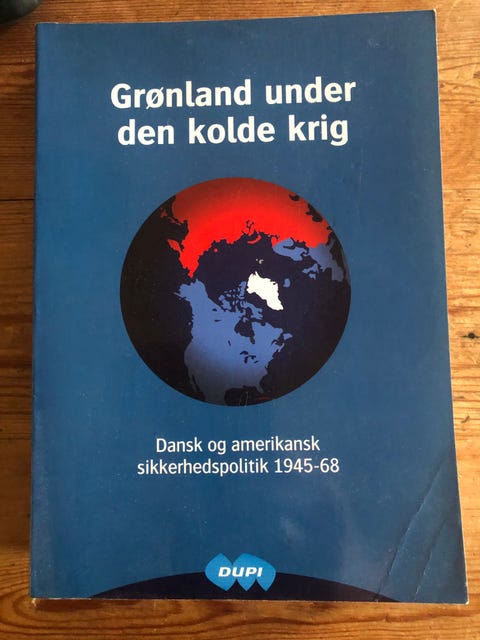 Grønland under
den kolde krig
Dansk og amerikansk
sikkerhedspolitik 1945-68
DUPI